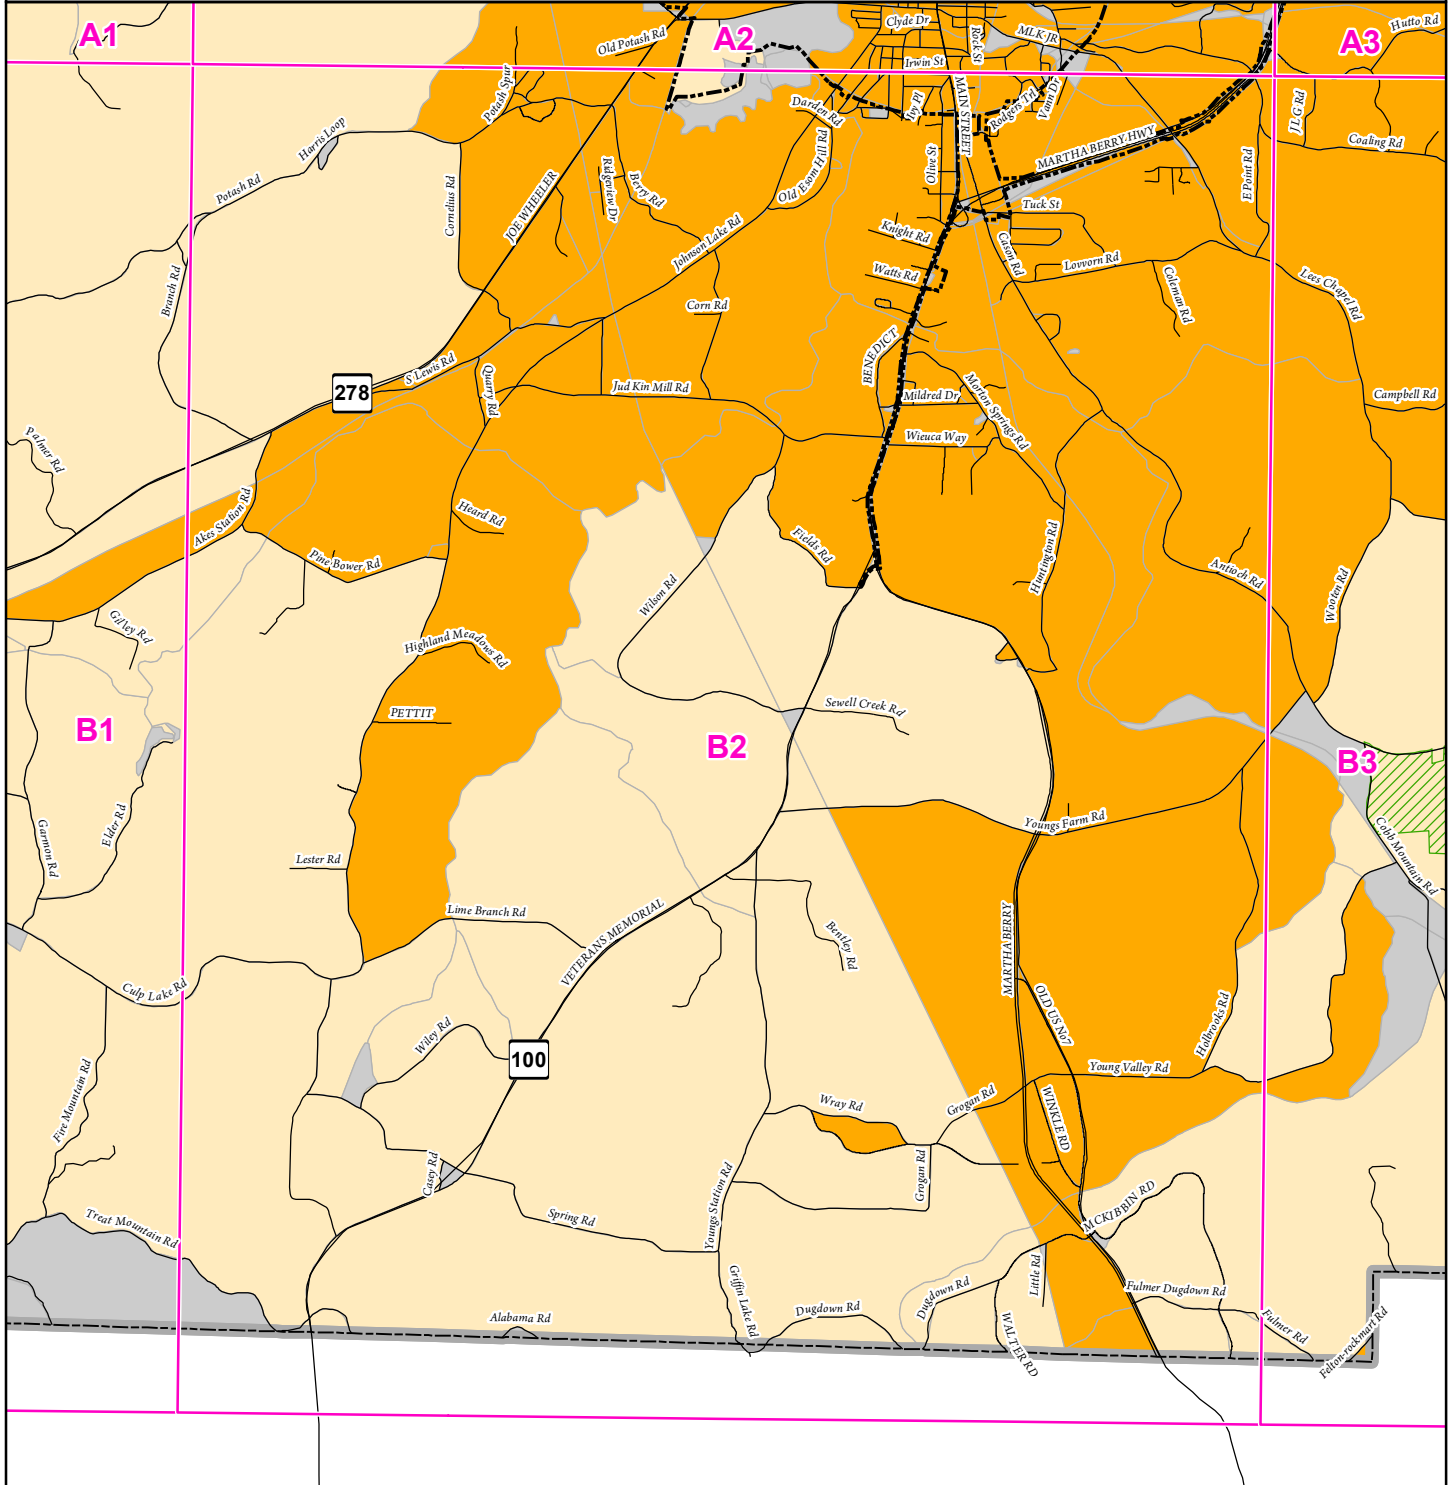 A1
A2
A3
Old Potash Rd
Clyde Dr
Rock St
MLK JR
Hutto Rd
Irwin St
Potash Spur
Darden Rd
Ivy Pl
MAIN STREET
Rodgers Trl
Vann Dr
J L G Rd
Harris Loop
MARTHA BERRY HWY
Coaling Rd
Potash Rd
Cornelius Rd
JOE WHEELER
Ridgeview Dr
Berry Rd
Old Esom Hill Rd
Olive St
E Point Rd
Tuck St
Johnson Lake Rd
Knight Rd
Cason Rd
Lovvorn Rd
Watts Rd
Coleman Rd
Lees Chapel Rd
Branch Rd
Corn Rd
BENEDICT
278
S Lewis Rd
Quarry Rd
Jud Kin Mill Rd
Mildred Dr
Morton Springs Rd
Campbell Rd
Palmer Rd
Wieuca Way
Akes Station Rd
Heard Rd
Fields Rd
Huntington Rd
Pine Bower Rd
Wilson Rd
Antioch Rd
Wooten Rd
Gilley Rd
Highland Meadows Rd
PETTIT
Sewell Creek Rd
B1
B2
B3
Elder Rd
Garmon Rd
Lester Rd
Youngs Farm Rd
Cobb Mountain Rd
Lime Branch Rd
VETERANS MEMORIAL
Bentley Rd
MARTHA BERRY
Culp Lake Rd
OLD US No7
Holbrooks Rd
Wiley Rd
100
Young Valley Rd
Fire Mountain Rd
Wray Rd
Grogan Rd
WINKLE RD
Casey Rd
Grogan Rd
Youngs Station Rd
MCKIBBIN RD
Treat Mountain Rd
Spring Rd
Little Rd
Griffin Lake Rd
Dugdown Rd
Fulmer Dugdown Rd
Alabama Rd
Dugdown Rd
WALTER RD
Fulmer Rd
Felton-rockmart Rd